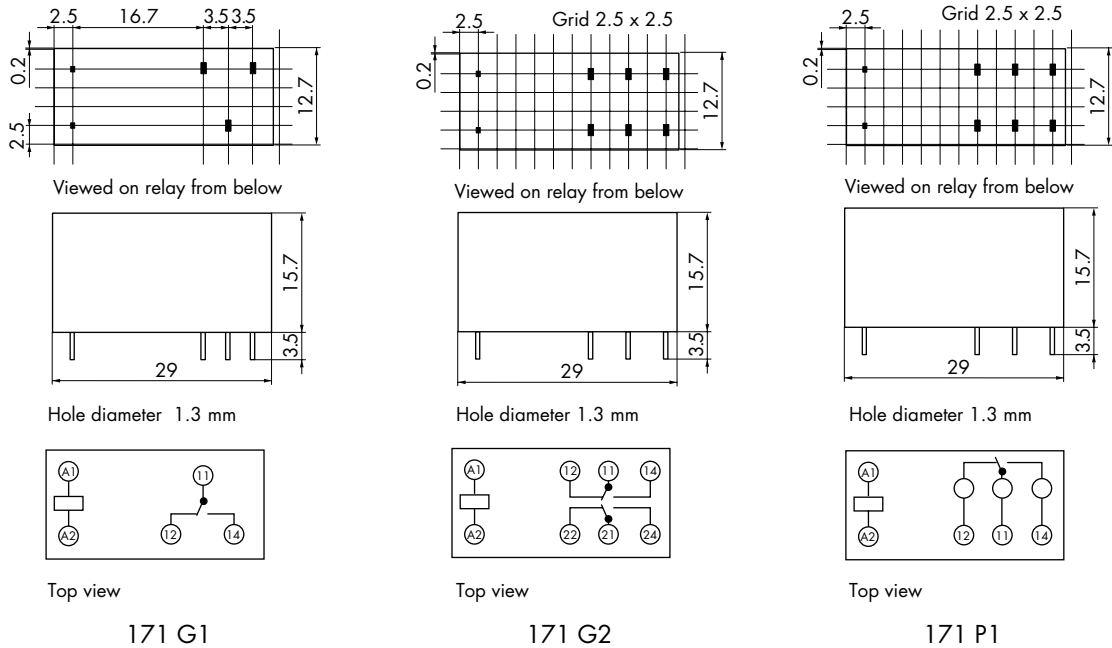 2.5 16.7 3.5 3.5
0.2
2.5
12.7
Viewed on relay from below
15.7
3.5
29
Hole diameter 1.3 mm
A1
11
A2
12
14
Top view
171 G1
Grid 2.5 x 2.5
2.5
0.2
12.7
Viewed on relay from below
15.7
3.5
29
Hole diameter 1.3 mm
A1
12
11
14
A2
22
21
24
Top view
171 G2
Grid 2.5 x 2.5
2.5
0.2
12.7
Viewed on relay from below
15.7
3.5
29
Hole diameter 1.3 mm
A1
A2
12
11
14
Top view
171 P1